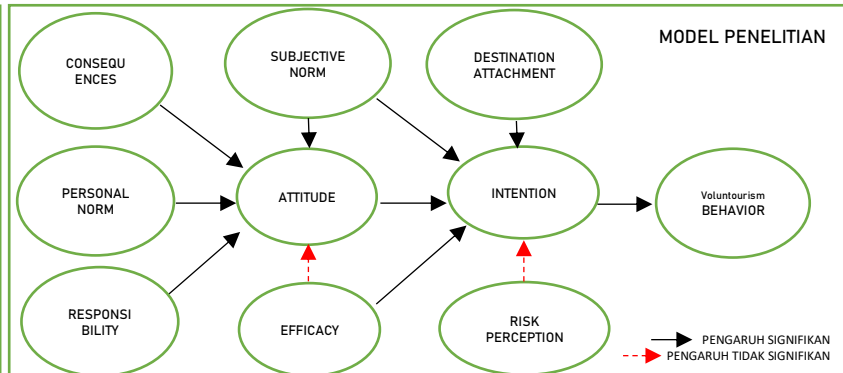 MODEL PENELITIAN
CONSEQU
ENCES
SUBJECTIVE
NORM
DESTINATION
ATTACHMENT
PERSONAL
NORM
ATTITUDE
INTENTION
Voluntourism
BEHAVIOR
RESPONSI
BILITY
EFFICACY
RISK
PERCEPTION
PENGARUH SIGNIFIKAN
PENGARUH TIDAK SIGNIFIKAN